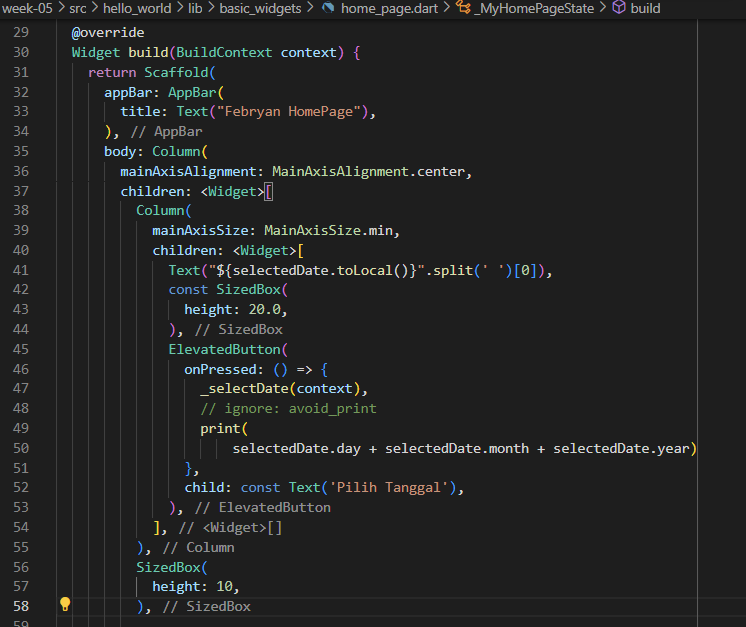 week-05 > src > hello_world > lib > basic_widgets > home_page.dart > _MyHomePageState > build
29 @override
30 Widget build(BuildContext context) {
31 return Scaffold(
32 appBar: AppBar(
33 title: Text("Febryan HomePage"),
34 ), // AppBar
35 body: Column(
36 mainAxisAlignment: MainAxisAlignment.center,
37 children: <Widget>[
38 Column(
39 mainAxisSize: MainAxisSize.min,
40 children: <Widget>[
41 Text("${selectedDate.toLocal()}".split(' ')[0]),
42 const SizedBox(
43 height: 20.0,
44 ), // SizedBox
45 ElevatedButton(
46 onPressed: () => {
47 _selectDate(context),
48 // ignore: avoid_print
49 print(
50 selectedDate.day + selectedDate.month + selectedDate.year)
51 },
52 child: const Text('Pilih Tanggal'),
53 ), // ElevatedButton
54 ], // <Widget>[]
55 ), // Column
56 SizedBox(
57 height: 10,
58 ), // SizedBox
59